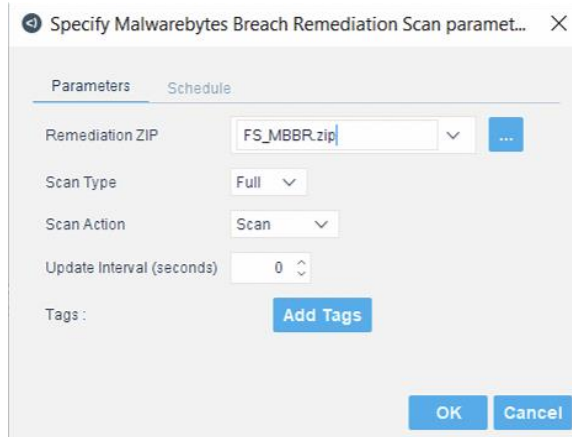 Specify Malwarebytes Breach Remediation Scan paramet...
Parameters Schedule
Remediation ZIP FS_MBBR.zip ...
Scan Type Full
Scan Action Scan
Update Interval (seconds) 0
Tags : Add Tags
OK Cancel